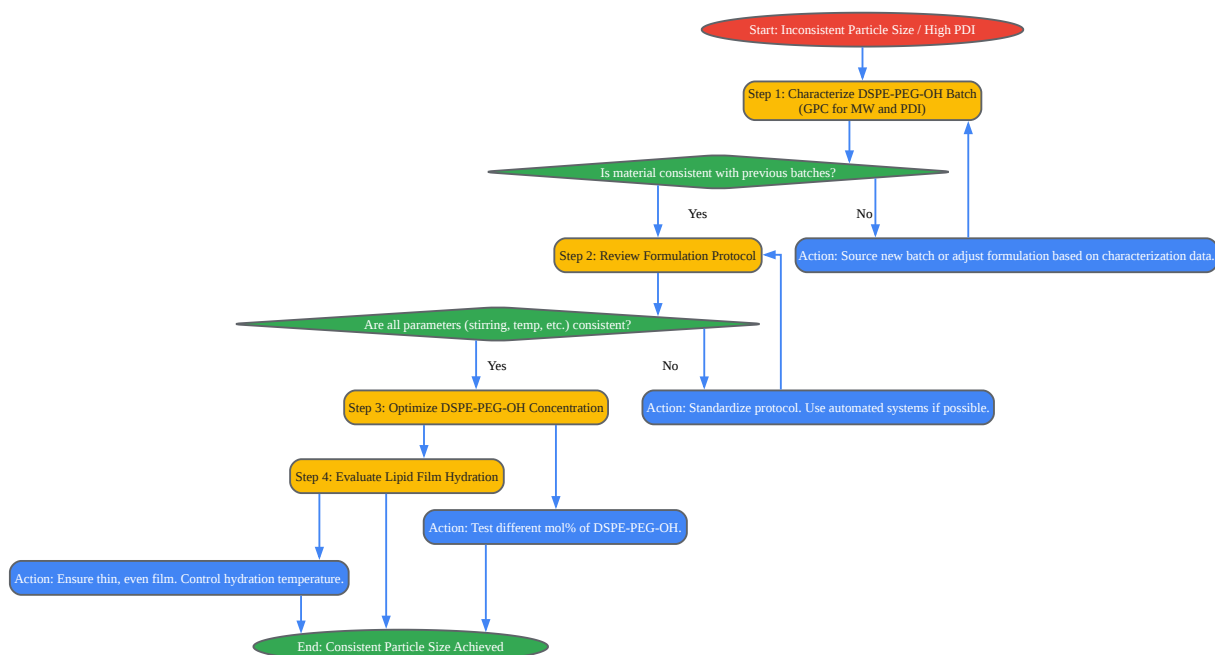 Start: Inconsistent Particle Size / High PDI
Step 1: Characterize DSPE-PEG-OH Batch
(GPC for MW and PDI)
Is material consistent with previous batches?
Yes
No
Step 2: Review Formulation Protocol
Action: Source new batch or adjust formulation based on characterization data.
Are all parameters (stirring, temp, etc.) consistent?
Yes
No
Step 3: Optimize DSPE-PEG-OH Concentration
Action: Standardize protocol. Use automated systems if possible.
Step 4: Evaluate Lipid Film Hydration
Action: Test different mol% of DSPE-PEG-OH.
Action: Ensure thin, even film. Control hydration temperature.
End: Consistent Particle Size Achieved